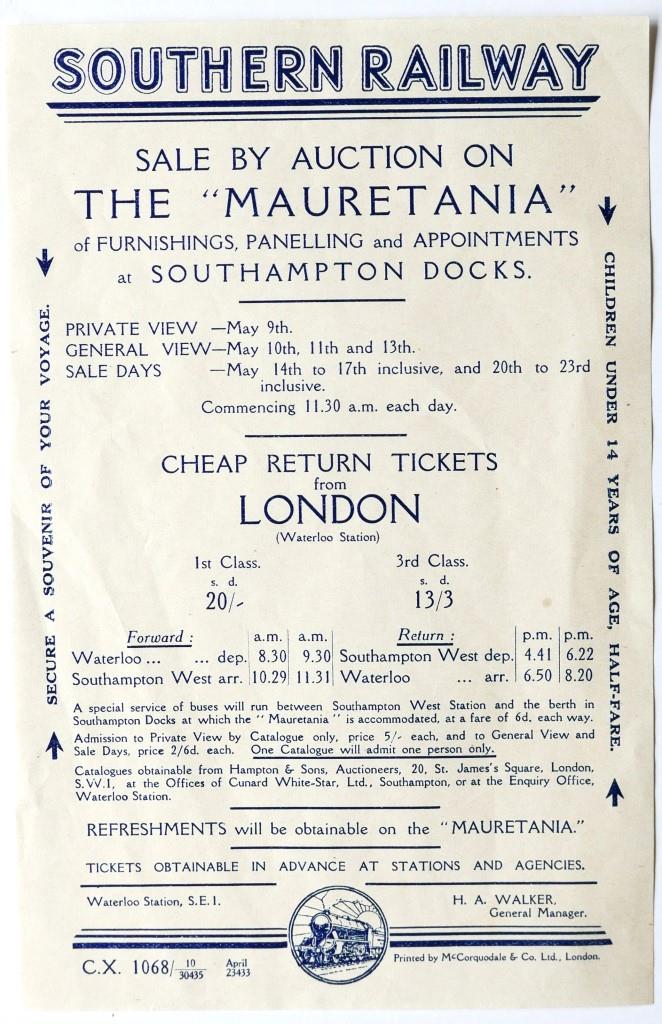 SOUTHERN RAILWAY
SALE BY AUCTION ON
THE "MAURETANIA"
of FURNISHINGS, PANELLING and APPOINTMENTS
at SOUTHAMPTON DOCKS.
PRIVATE VIEW —May 9th.
GENERAL VIEW—May 10th, 11th and 13th.
SALE DAYS —May 14th to 17th inclusive, and 20th to 23rd
inclusive.
Commencing 11.30 a.m. each day.
CHEAP RETURN TICKETS
from
LONDON
(Waterloo Station)
1st Class. 3rd Class.
s. d. s. d.
20/- 13/3
Forward : a.m. a.m. Return : p.m. p.m.
Waterloo ... ... dep. 8.30 9.30 Southampton West dep. 4.41 6.22
Southampton West arr. 10.29 11.31 Waterloo ... arr. 6.50 8.20
A special service of buses will run between Southampton West Station and the berth in
Southampton Docks at which the "Mauretania" is accommodated, at a fare of 6d. each way.
Admission to Private View by Catalogue only, price 5/- each, and to General View and
Sale Days, price 2/6d. each. One Catalogue will admit one person only.
Catalogues obtainable from Hampton & Sons, Auctioneers, 20, St. James's Square, London,
S.W.1, at the Offices of Cunard White-Star, Ltd., Southampton, or at the Enquiry Office,
Waterloo Station.
REFRESHMENTS will be obtainable on the "MAURETANIA."
TICKETS OBTAINABLE IN ADVANCE AT STATIONS AND AGENCIES.
Waterloo Station, S.E.1. H. A. WALKER,
General Manager.
C.X. 1068/ 10 April
30435 23433
Printed by McCorquodale & Co. Ltd., London.
SECURE A SOUVENIR OF YOUR VOYAGE.
CHILDREN UNDER 14 YEARS OF AGE, HALF-FARE.